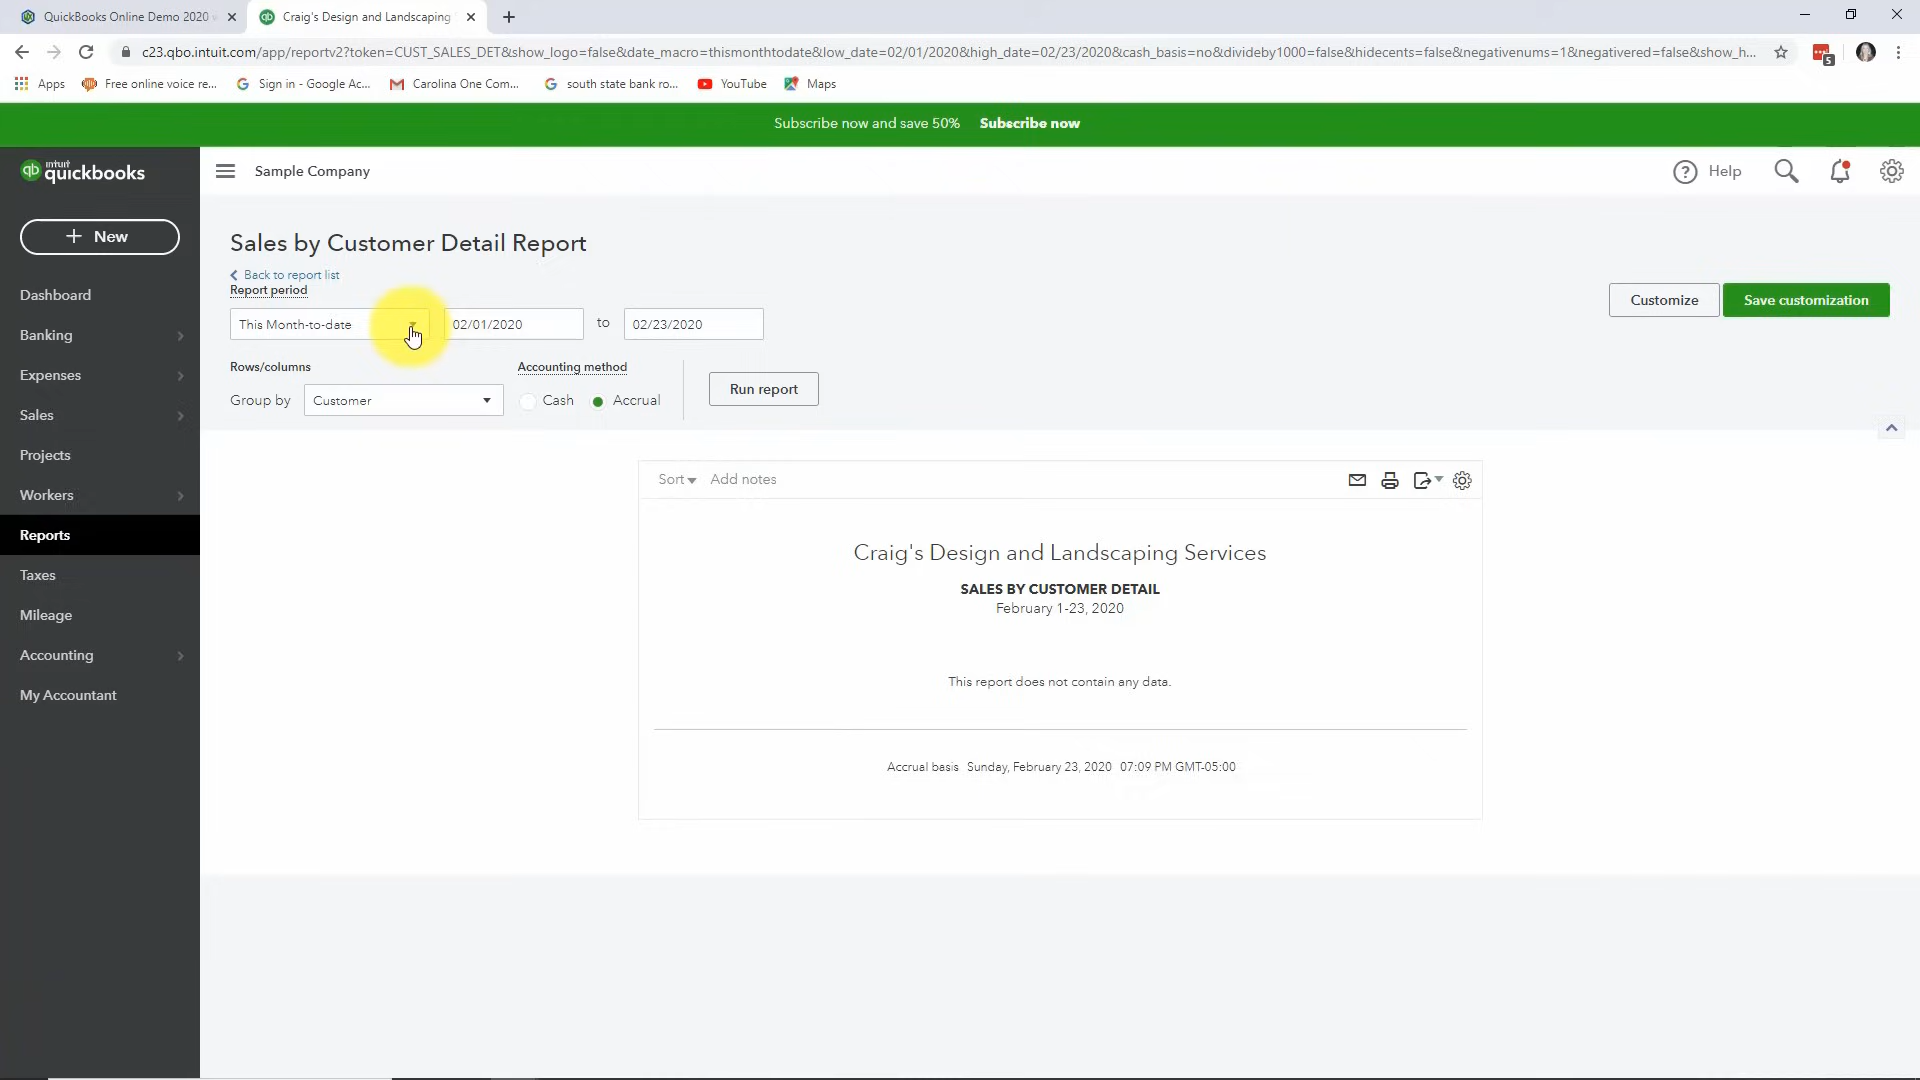 QuickBooks Online Demo 2020
Craig's Design and Landscaping
c23.qbo.intuit.com/app/reportv2?token=CUST_SALES_DET&show_logo=false&date_macro=thismonthtodate&low_date=02/01/2020&high_date=02/23/2020&cash_basis=no&divideby1000=false&hidecents=false&negativenums=1&negativered=false&show_h...
5
Apps
Free online voice re...
Sign in - Google Ac...
Carolina One Com...
south state bank ro...
YouTube
Maps
Subscribe now and save 50% Subscribe now
intuit
qb quickbooks
Sample Company
? Help
+ New
Dashboard
Banking
Expenses
Sales
Projects
Workers
Reports
Taxes
Mileage
Accounting
My Accountant
Sales by Customer Detail Report
Back to report list
Report period
This Month-to-date 02/01/2020 to 02/23/2020
Customize Save customization
Rows/columns Accounting method
Group by Customer Cash Accrual
Run report
Sort Add notes
Craig's Design and Landscaping Services
SALES BY CUSTOMER DETAIL
February 1-23, 2020
This report does not contain any data.
Accrual basis Sunday, February 23, 2020 07:09 PM GMT-05:00